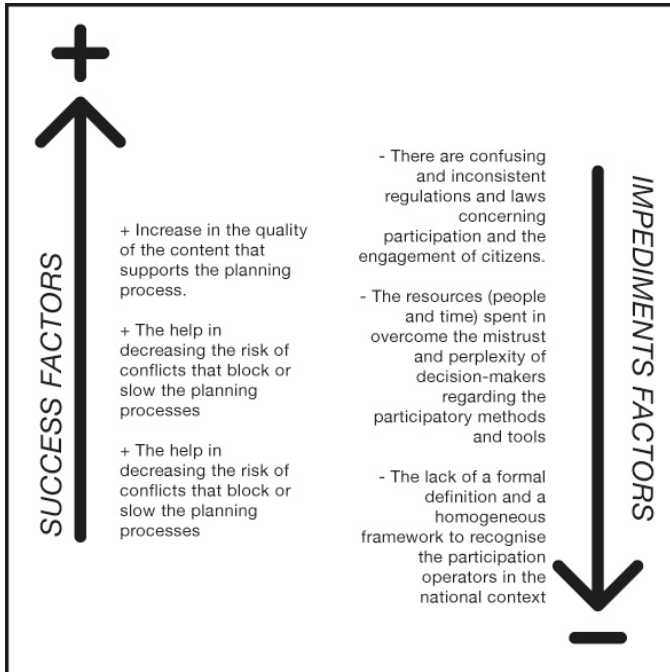 +
SUCCESS FACTORS
+ Increase in the quality
of the content that
supports the planning
process.
+ The help in
decreasing the risk of
conflicts that block or
slow the planning
processes
+ The help in
decreasing the risk of
conflicts that block or
slow the planning
processes
- There are confusing
and inconsistent
regulations and laws
concerning
participation and the
engagement of citizens.
- The resources (people
and time) spent in
overcome the mistrust
and perplexity of
decision-makers
regarding the
participatory methods
and tools
- The lack of a formal
definition and a
homogeneous
framework to recognise
the participation
operators in the
national context
IMPEDIMENTS FACTORS
-